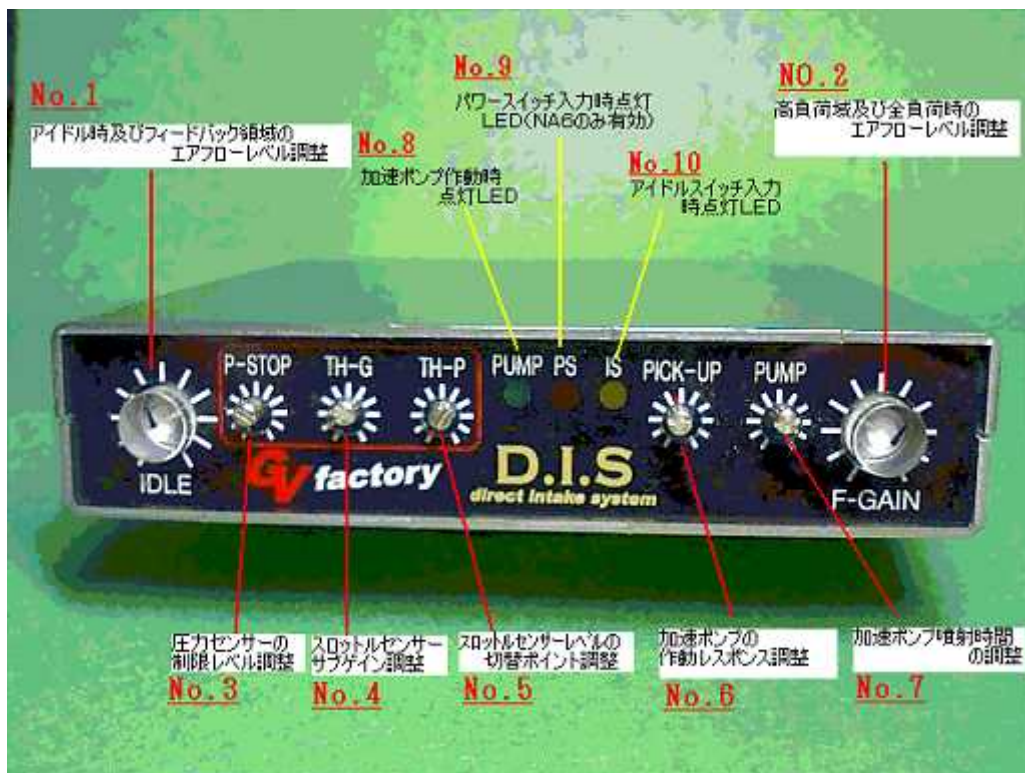 No.1
アイドル時及びフィードバック領域の
エアフローレベル調整
No.8
加速ポンプ作動時
点灯LED
No.9
パワースイッチ入力時点灯
LED(NA6のみ有効)
No.10
アイドルスイッチ入力
時点灯LED
NO.2
高負荷域及び全負荷時の
エアフローレベル調整
P-STOP TH-G TH-P PUMP PS IS PICK-UP PUMP
IDLE
GV factory
D.I.S
direct intake system
F-GAIN
圧力センサーの
制限レベル調整
No.3
スロットルセンサー
サブゲイン調整
No.4
スロットルセンサーレベルの
切替ポイント調整
No.5
加速ポンプの
作動レスポンス調整
No.6
加速ポンプ噴射時間
の調整
No.7